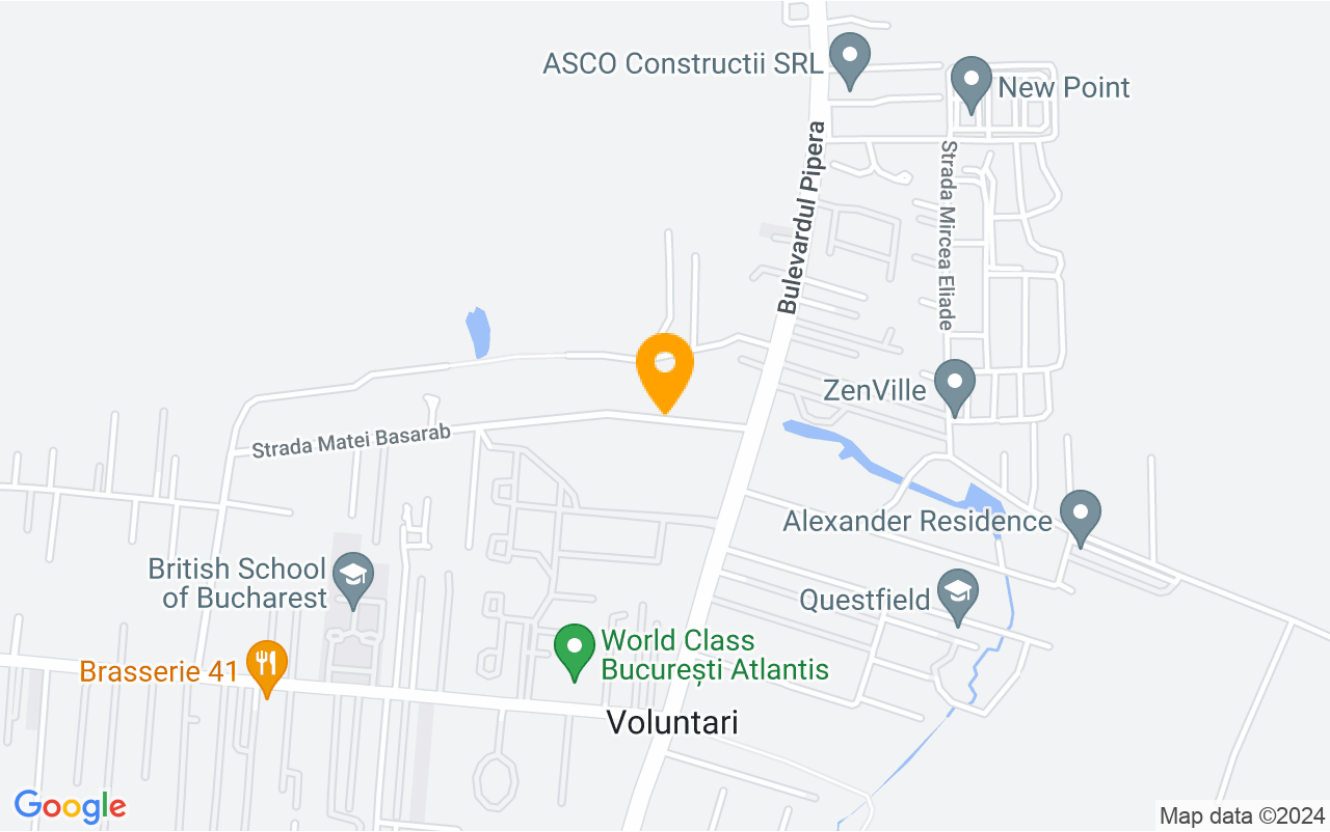 ASCO Constructii SRL
New Point
Bulevardul Pipera
Strada Mircea Eliade
ZenVille
Strada Matei Basarab
Alexander Residence
British School
of Bucharest
Questfield
World Class
București Atlantis
Brasserie 41
Voluntari
Google
Map data ©2024